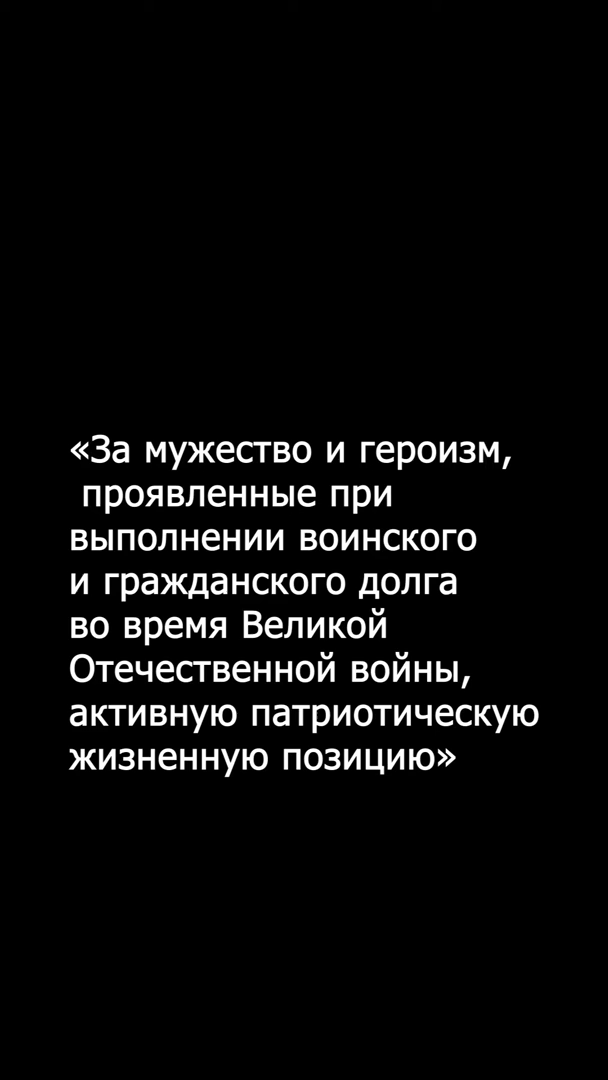 «За мужество и героизм,
проявленные при
выполнении воинского
и гражданского долга
во время Великой
Отечественной войны,
активную патриотическую
жизненную позицию»